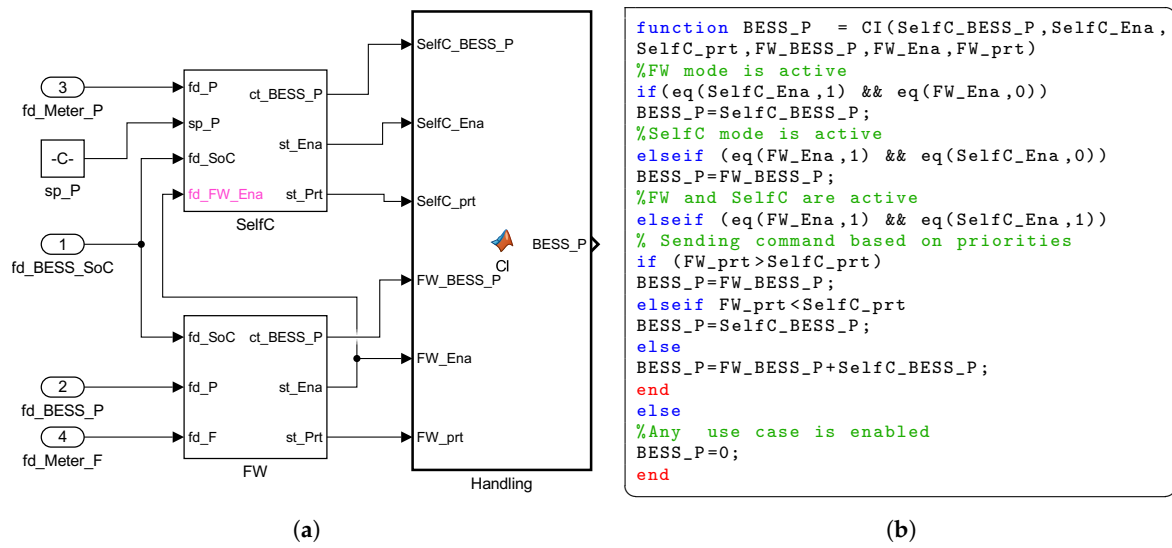 3
fd_Meter_P
-C-
sp_P
1
fd_BESS_SoC
2
fd_BESS_P
4
fd_Meter_F
fd_P
sp_P
fd_SoC
fd_FW_Ena
ct_BESS_P
st_Ena
st_Prt
SelfC
fd_SoC
fd_P
fd_F
ct_BESS_P
st_Ena
st_Prt
FW
SelfC_BESS_P
SelfC_Ena
SelfC_prt
FW_BESS_P
FW_Ena
FW_prt
CI
BESS_P
Handling
(a)
function BESS_P = CI(SelfC_BESS_P,SelfC_Ena,
SelfC_prt,FW_BESS_P,FW_Ena,FW_prt)
%FW mode is active
if(eq(SelfC_Ena,1) && eq(FW_Ena,0))
BESS_P=SelfC_BESS_P;
%SelfC mode is active
elseif (eq(FW_Ena,1) && eq(SelfC_Ena,0))
BESS_P=FW_BESS_P;
%FW and SelfC are active
elseif (eq(FW_Ena,1) && eq(SelfC_Ena,1))
% Sending command based on priorities
if (FW_prt>SelfC_prt)
BESS_P=FW_BESS_P;
elseif FW_prt<SelfC_prt
BESS_P=SelfC_BESS_P;
else
BESS_P=FW_BESS_P+SelfC_BESS_P;
end
else
%Any use case is enabled
BESS_P=0;
end
(b)